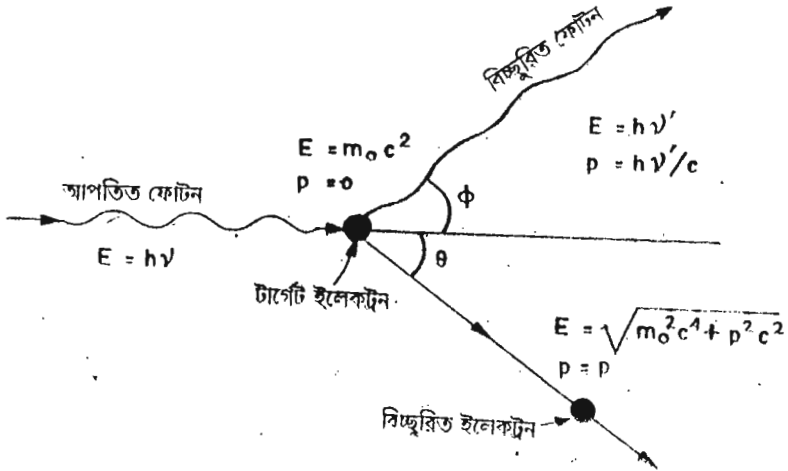 বিচ্ছুরিত ফোটন
E = hν′
p = hν′/c
E = m₀c²
p = 0
আপতিত ফোটন
ϕ
E = hν
θ
টার্গেট ইলেকট্রন
E = √m₀²c⁴ + p²c²
p = p
বিচ্ছুরিত ইলেকট্রন